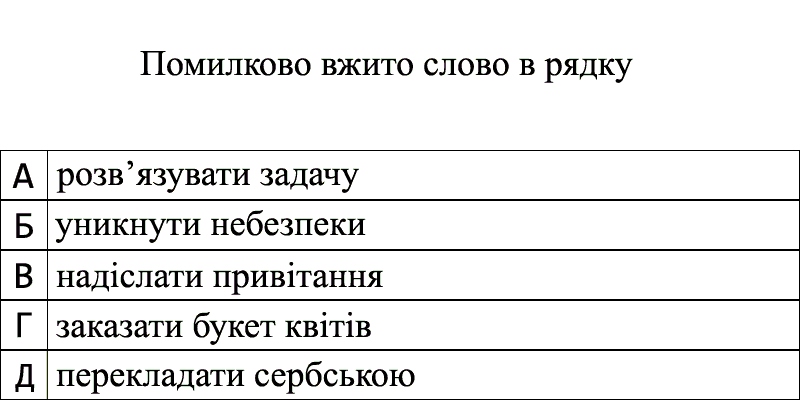 Помилково вжито слово в рядку
А розв’язувати задачу
Б уникнути небезпеки
В надіслати привітання
Г заказати букет квітів
Д перекладати сербською